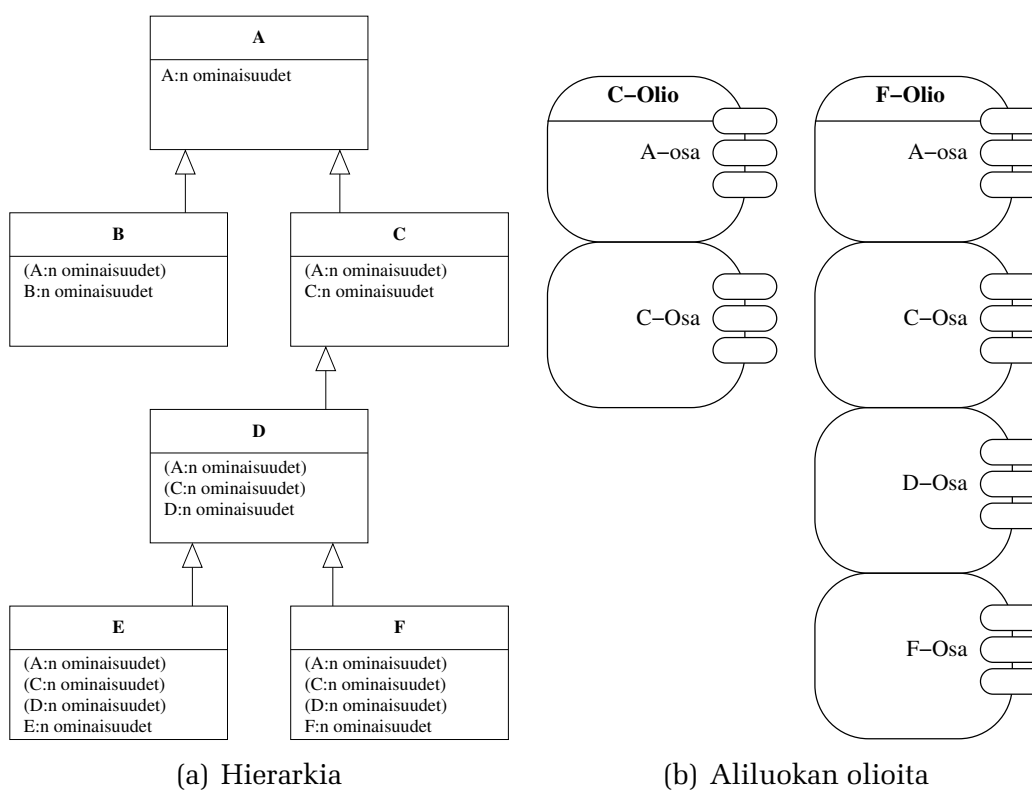 A
A:n ominaisuudet
B
(A:n ominaisuudet)
B:n ominaisuudet
C
(A:n ominaisuudet)
C:n ominaisuudet
D
(A:n ominaisuudet)
(C:n ominaisuudet)
D:n ominaisuudet
E
(A:n ominaisuudet)
(C:n ominaisuudet)
(D:n ominaisuudet)
E:n ominaisuudet
F
(A:n ominaisuudet)
(C:n ominaisuudet)
(D:n ominaisuudet)
F:n ominaisuudet
(a) Hierarkia
C–Olio
A–osa
C–Osa
F–Olio
A–osa
C–Osa
D–Osa
F–Osa
(b) Aliluokan olioita